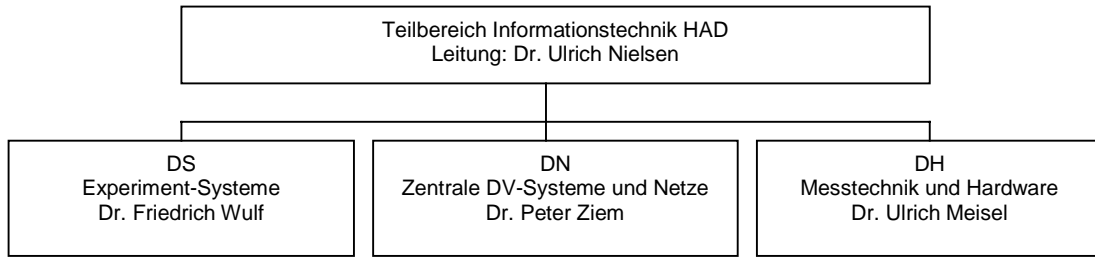 Teilbereich Informationstechnik HAD
Leitung: Dr. Ulrich Nielsen
DS
Experiment-Systeme
Dr. Friedrich Wulf
DN
Zentrale DV-Systeme und Netze
Dr. Peter Ziem
DH
Messtechnik und Hardware
Dr. Ulrich Meisel